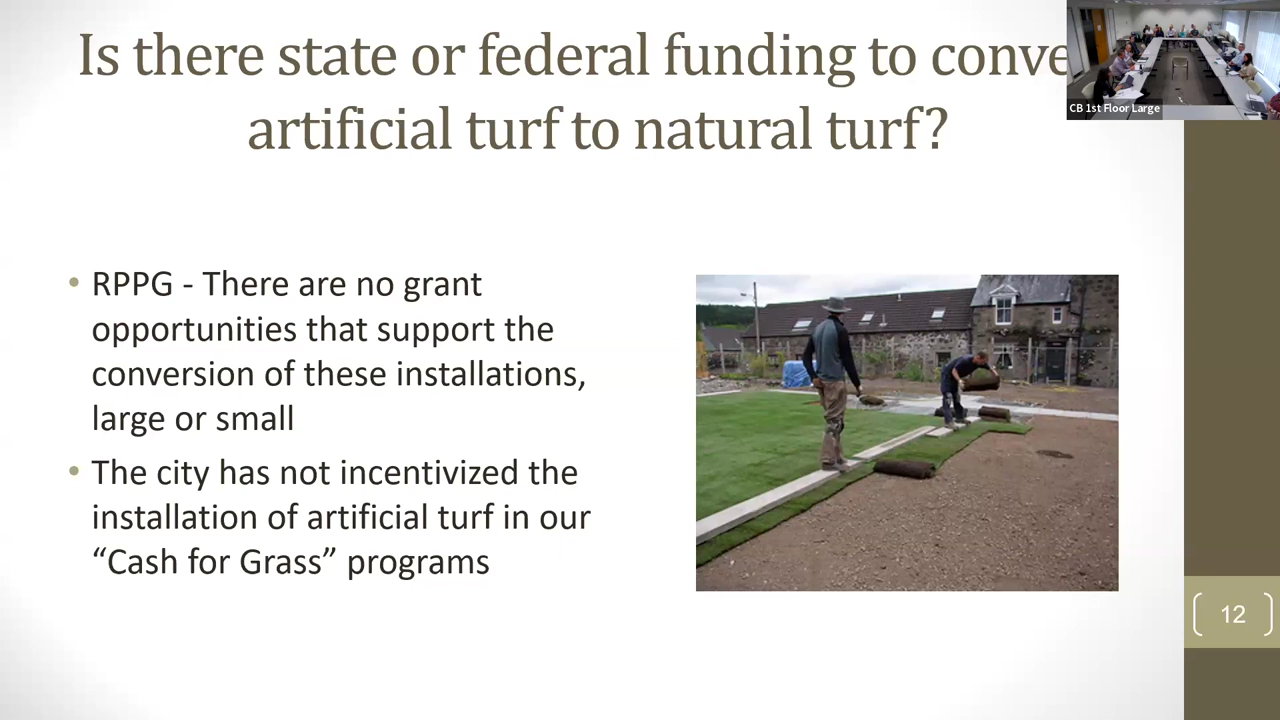 Is there state or federal funding to conve
artificial turf to natural turf?
CB 1st Floor Large
• RPPG - There are no grant
opportunities that support the
conversion of these installations,
large or small
• The city has not incentivized the
installation of artificial turf in our
“Cash for Grass” programs
12